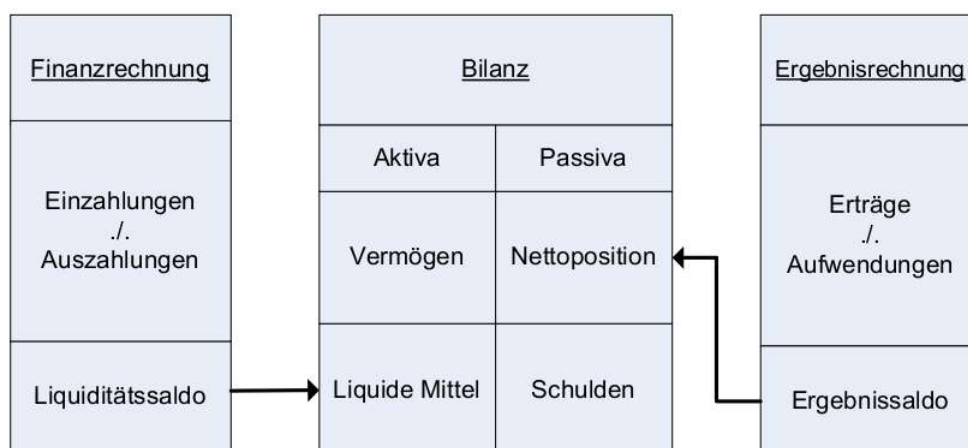 Finanzrechnung
Einzahlungen
./.
Auszahlungen
Liquiditätssaldo
Bilanz
Aktiva
Passiva
Vermögen
Nettoposition
Liquide Mittel
Schulden
Ergebnisrechnung
Erträge
./.
Aufwendungen
Ergebnissaldo